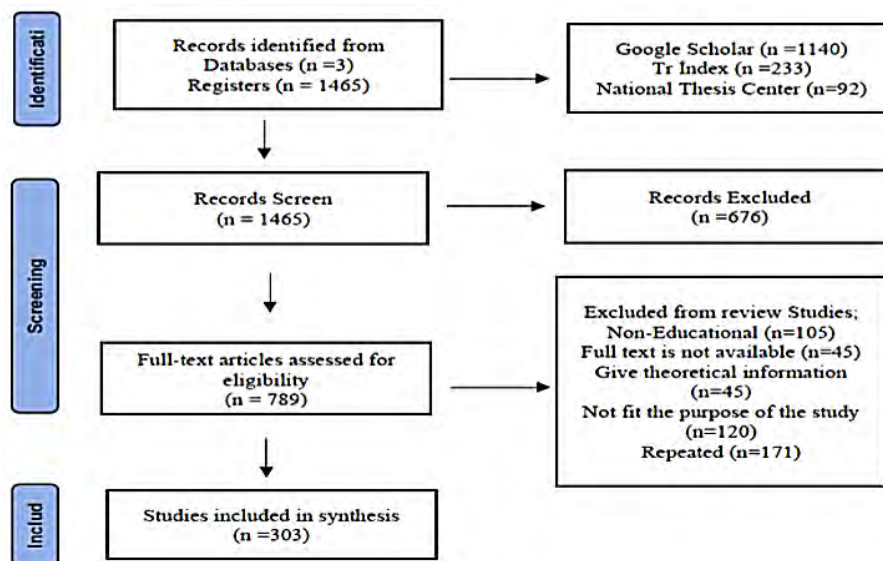 Identificati
Records identified from
Databases (n =3)
Registers (n = 1465)
Google Scholar (n =1140)
Tr Index (n =233)
National Thesis Center (n=92)
Screening
Records Screen
(n = 1465)
Records Excluded
(n =676)
Full-text articles assessed for
eligibility
(n = 789)
Excluded from review Studies;
Non-Educational (n=105)
Full text is not available (n=45)
Give theoretical information
(n=45)
Not fit the purpose of the study
(n=120)
Repeated (n=171)
Includ
Studies included in synthesis
(n =303)